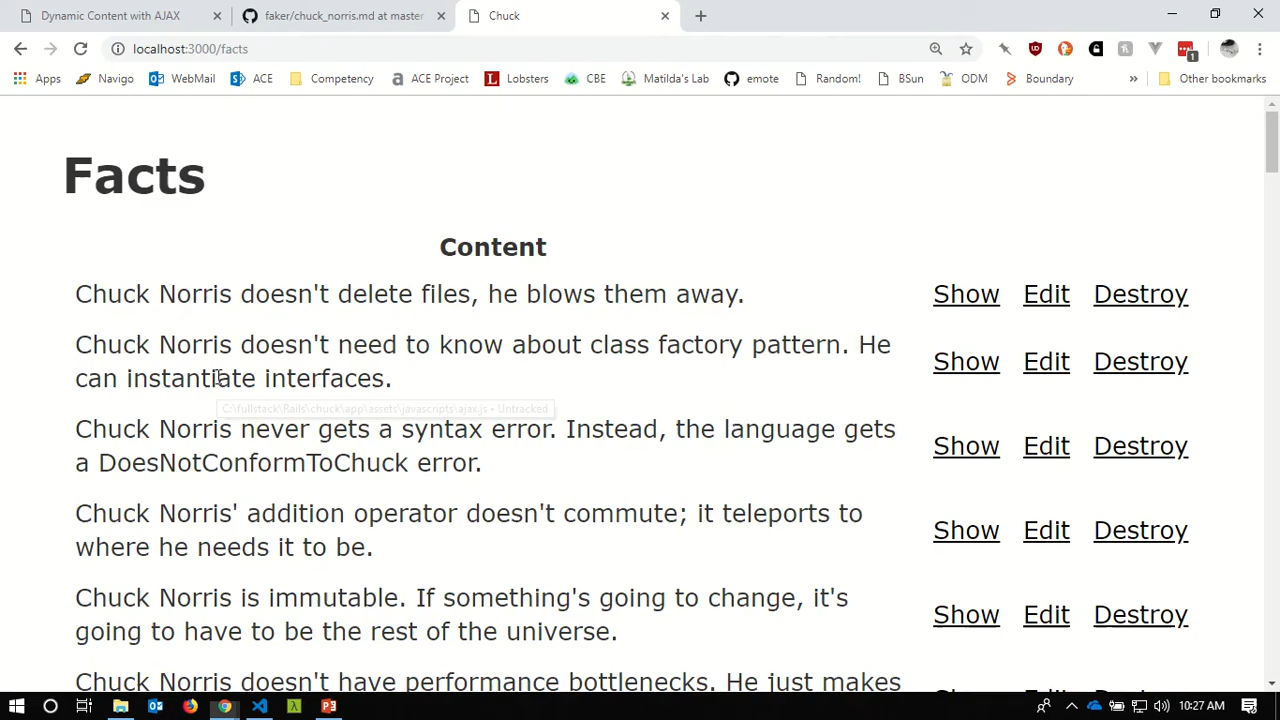 Dynamic Content with AJAX
faker/chuck_norris.md at master
Chuck
localhost:3000/facts
1
Apps
Navigo
WebMail
ACE
Competency
ACE Project
Lobsters
CBE
Matilda's Lab
emote
Random!
BSun
ODM
Boundary
»
Other bookmarks
Facts
Content
Chuck Norris doesn't delete files, he blows them away.
Show Edit Destroy
Chuck Norris doesn't need to know about class factory pattern. He
can instantiate interfaces.
Show Edit Destroy
C:\fullstack\Rails\chuck\app\assets\javascripts\ajax.js • Untracked
Chuck Norris never gets a syntax error. Instead, the language gets
a DoesNotConformToChuck error.
Show Edit Destroy
Chuck Norris' addition operator doesn't commute; it teleports to
where he needs it to be.
Show Edit Destroy
Chuck Norris is immutable. If something's going to change, it's
going to have to be the rest of the universe.
Show Edit Destroy
Chuck Norris doesn't have performance bottlenecks. He just makes
10:27 AM